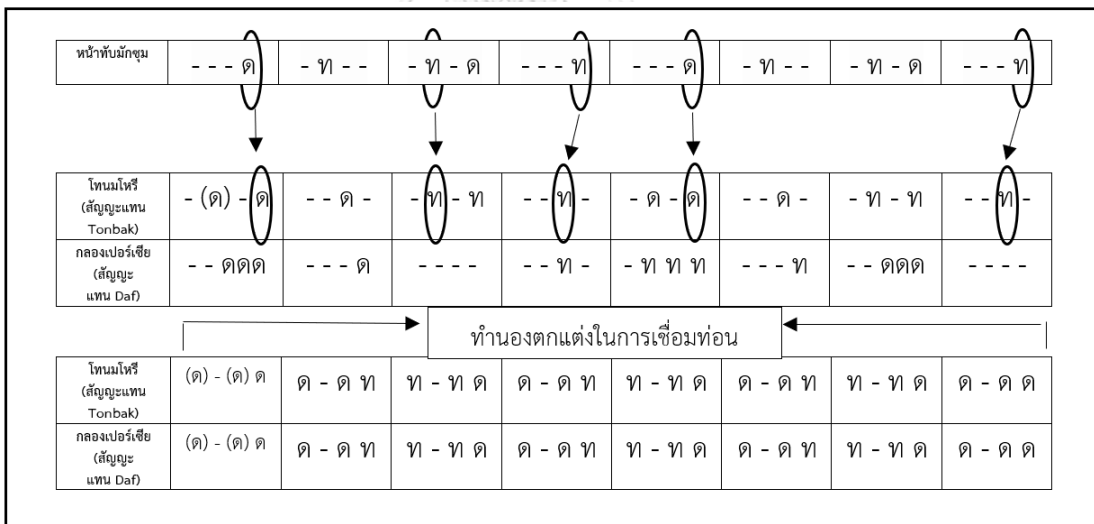 หน้าทับมักซุม - - - ด - ท - - - ท - ด - - - ท - - - ด - ท - - - ท - ด - - - ท
โทนมโหรี (สัญญะแทน Tonbak) - (ด) - ด - - ด - - ท - ท - - ท - - ด - ด - - ด - - ท - ท - - ท -
กลองเปอร์เซีย (สัญญะ แทน Daf) - - ดดด - - - ด - - - - - - ท - - ท ท ท - - - ท - - ดดด - - - -
ทำนองตกแต่งในการเชื่อมท่อน
โทนมโหรี (สัญญะแทน Tonbak) (ด) - (ด) ด ด - ด ท ท - ท ด ด - ด ท ท - ท ด ด - ด ท ท - ท ด ด - ด ด
กลองเปอร์เซีย (สัญญะ แทน Daf) (ด) - (ด) ด ด - ด ท ท - ท ด ด - ด ท ท - ท ด ด - ด ท ท - ท ด ด - ด ด